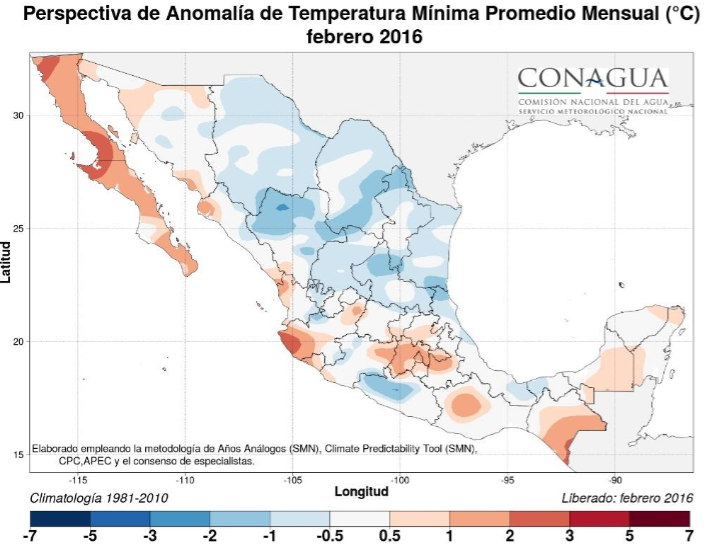 Perspectiva de Anomalía de Temperatura Mínima Promedio Mensual (°C)
febrero 2016
CONAGUA
COMISIÓN NACIONAL DEL AGUA
SERVICIO METEOROLÓGICO NACIONAL
30
25
20
15
Latitud
Elaborado empleando la metodología de Años Análogos (SMN), Climate Predictability Tool (SMN),
CPC,APEC y el consenso de especialistas.
-115 -110 -105 -100 -95 -90
Longitud
Climatología 1981-2010
Liberado: febrero 2016
-7 -5 -3 -2 -1 -0.5 0.5 1 2 3 5 7